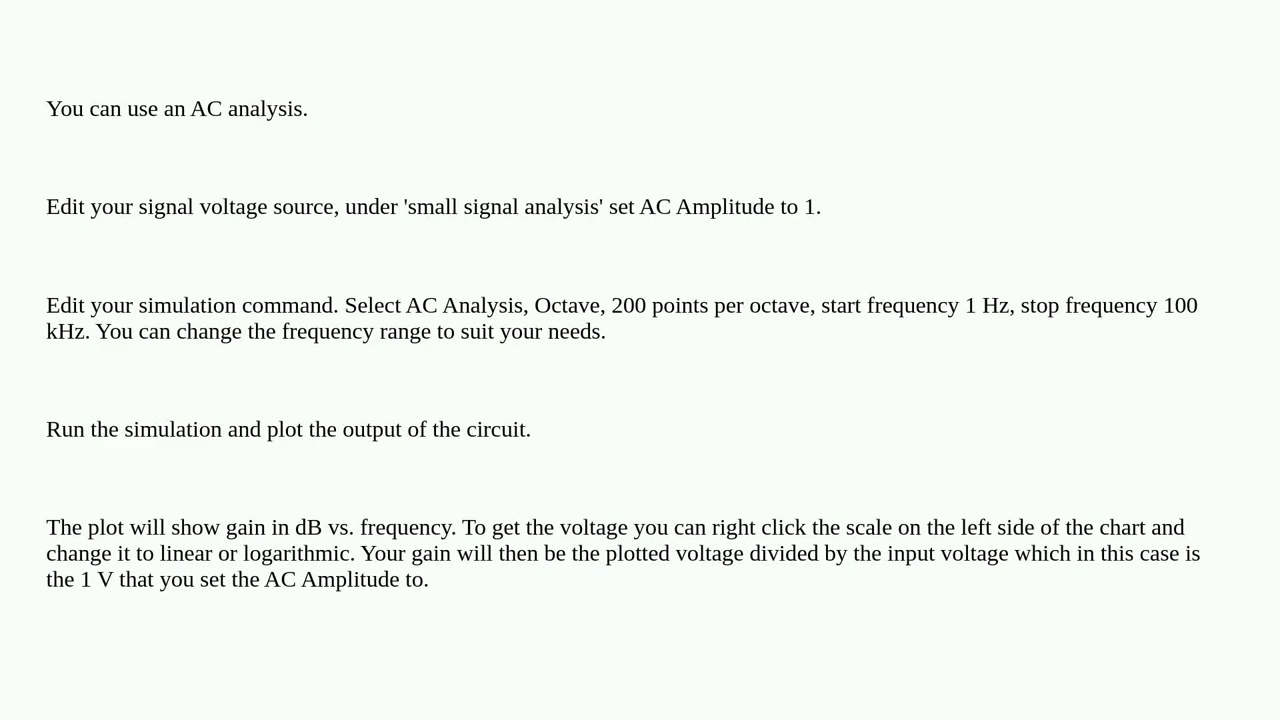 You can use an AC analysis.
Edit your signal voltage source, under 'small signal analysis' set AC Amplitude to 1.
Edit your simulation command. Select AC Analysis, Octave, 200 points per octave, start frequency 1 Hz, stop frequency 100
kHz. You can change the frequency range to suit your needs.
Run the simulation and plot the output of the circuit.
The plot will show gain in dB vs. frequency. To get the voltage you can right click the scale on the left side of the chart and
change it to linear or logarithmic. Your gain will then be the plotted voltage divided by the input voltage which in this case is
the 1 V that you set the AC Amplitude to.